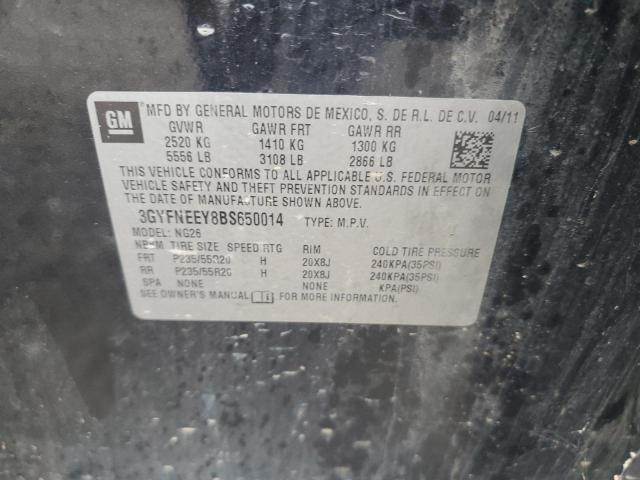 GM
MFD BY GENERAL MOTORS DE MEXICO, S. DE R.L. DE C.V. 04/11
GVWR GAWR FRT GAWR RR
2520 KG 1410 KG 1300 KG
5556 LB 3108 LB 2866 LB
THIS VEHICLE CONFORMS TO ALL APPLICABLE U.S. FEDERAL MOTOR
VEHICLE SAFETY AND THEFT PREVENTION STANDARDS IN EFFECT ON
THE DATE OF MANUFACTURE SHOWN ABOVE.
3GYFNEEY8BS650014 TYPE: M.P.V.
MODEL: NG26
TIRE SIZE SPEED RTG RIM COLD TIRE PRESSURE
FRT P235/55R20 H 20X8J 240KPA(35PSI)
RR P235/55R20 H 20X8J 240KPA(35PSI)
SPA NONE NONE KPA(PSI)
SEE OWNER'S MANUAL FOR MORE INFORMATION.